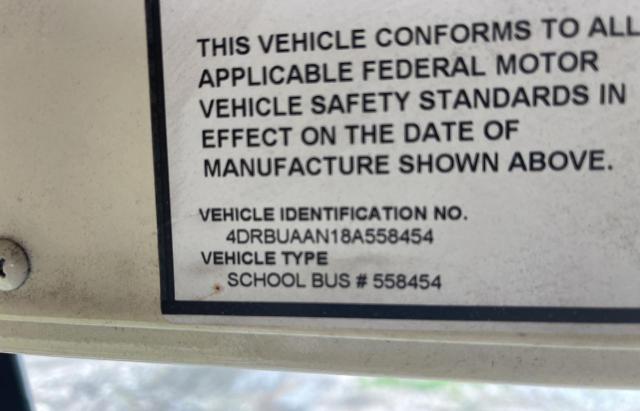 THIS VEHICLE CONFORMS TO ALL
APPLICABLE FEDERAL MOTOR
VEHICLE SAFETY STANDARDS IN
EFFECT ON THE DATE OF
MANUFACTURE SHOWN ABOVE.
VEHICLE IDENTIFICATION NO.
4DRBUAAN18A558454
VEHICLE TYPE
SCHOOL BUS # 558454